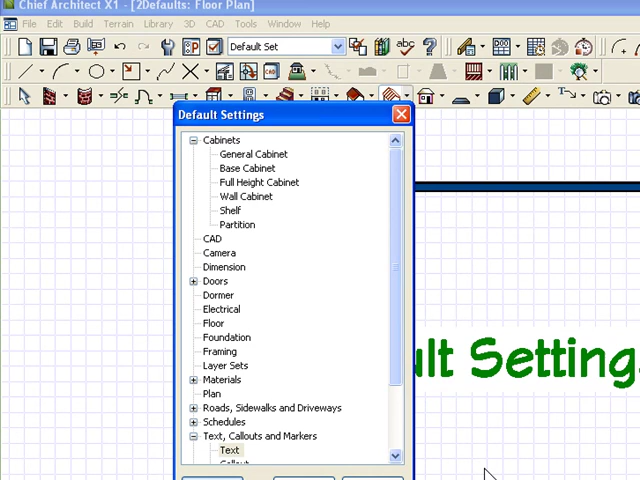 Chief Architect X1 - [2Defaults: Floor Plan]
File Edit Build Terrain Library 3D CAD Tools Window Help
Default Set
Default Settings
Cabinets
General Cabinet
Base Cabinet
Full Height Cabinet
Wall Cabinet
Shelf
Partition
CAD
Camera
Dimension
Doors
Dormer
Electrical
Floor
Foundation
Framing
Layer Sets
Materials
Plan
Roads, Sidewalks and Driveways
Schedules
Text, Callouts and Markers
Text
ult Setting